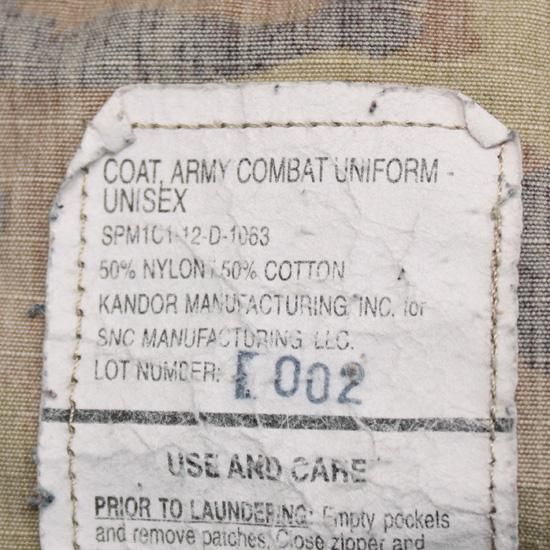 COAT, ARMY COMBAT UNIFORM -
UNISEX
SPM1C1-12-D-1063
50% NYLON / 50% COTTON
KANDOR MANUFACTURING, INC. for
SNC MANUFACTURING, LLC.
LOT NUMBER: E 002
USE AND CARE
PRIOR TO LAUNDERING: Empty pockets
and remove patches. Close zipper and